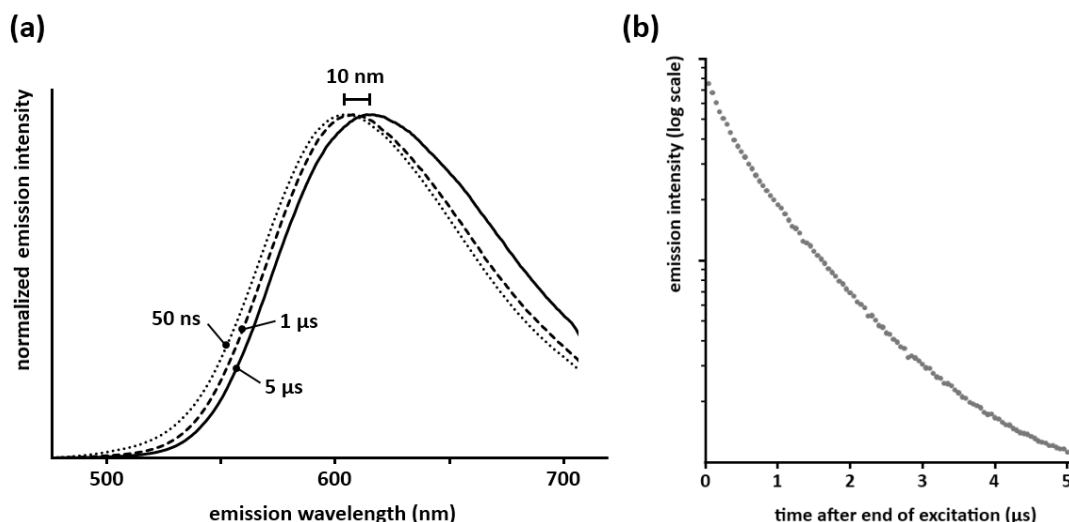 (a)
10 nm
normalized emission intensity
50 ns
1 µs
5 µs
500
600
700
emission wavelength (nm)
(b)
emission intensity (log scale)
0
1
2
3
4
5
time after end of excitation (µs)